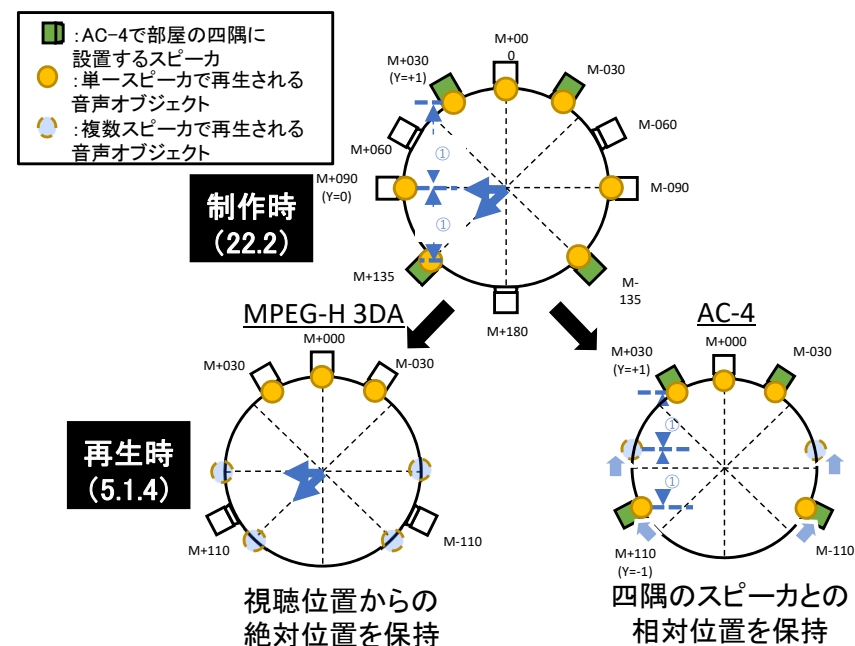 :AC-4で部屋の四隅に
設置するスピーカ
:単一スピーカで再生される
音声オブジェクト
:複数スピーカで再生される
音声オブジェクト
M+00
0
M+030
(Y=+1)
M-030
M+060
M-060
①
M+090
(Y=0)
M-090
①
制作時
(22.2)
M+135
M-
135
M+180
MPEG-H 3DA
AC-4
M+000
M+030
M-030
再生時
(5.1.4)
M+110
M-110
視聴位置からの
絶対位置を保持
M+030
(Y=+1)
M+000
M-030
①
①
M+110
(Y=-1)
M-110
四隅のスピーカとの
相対位置を保持